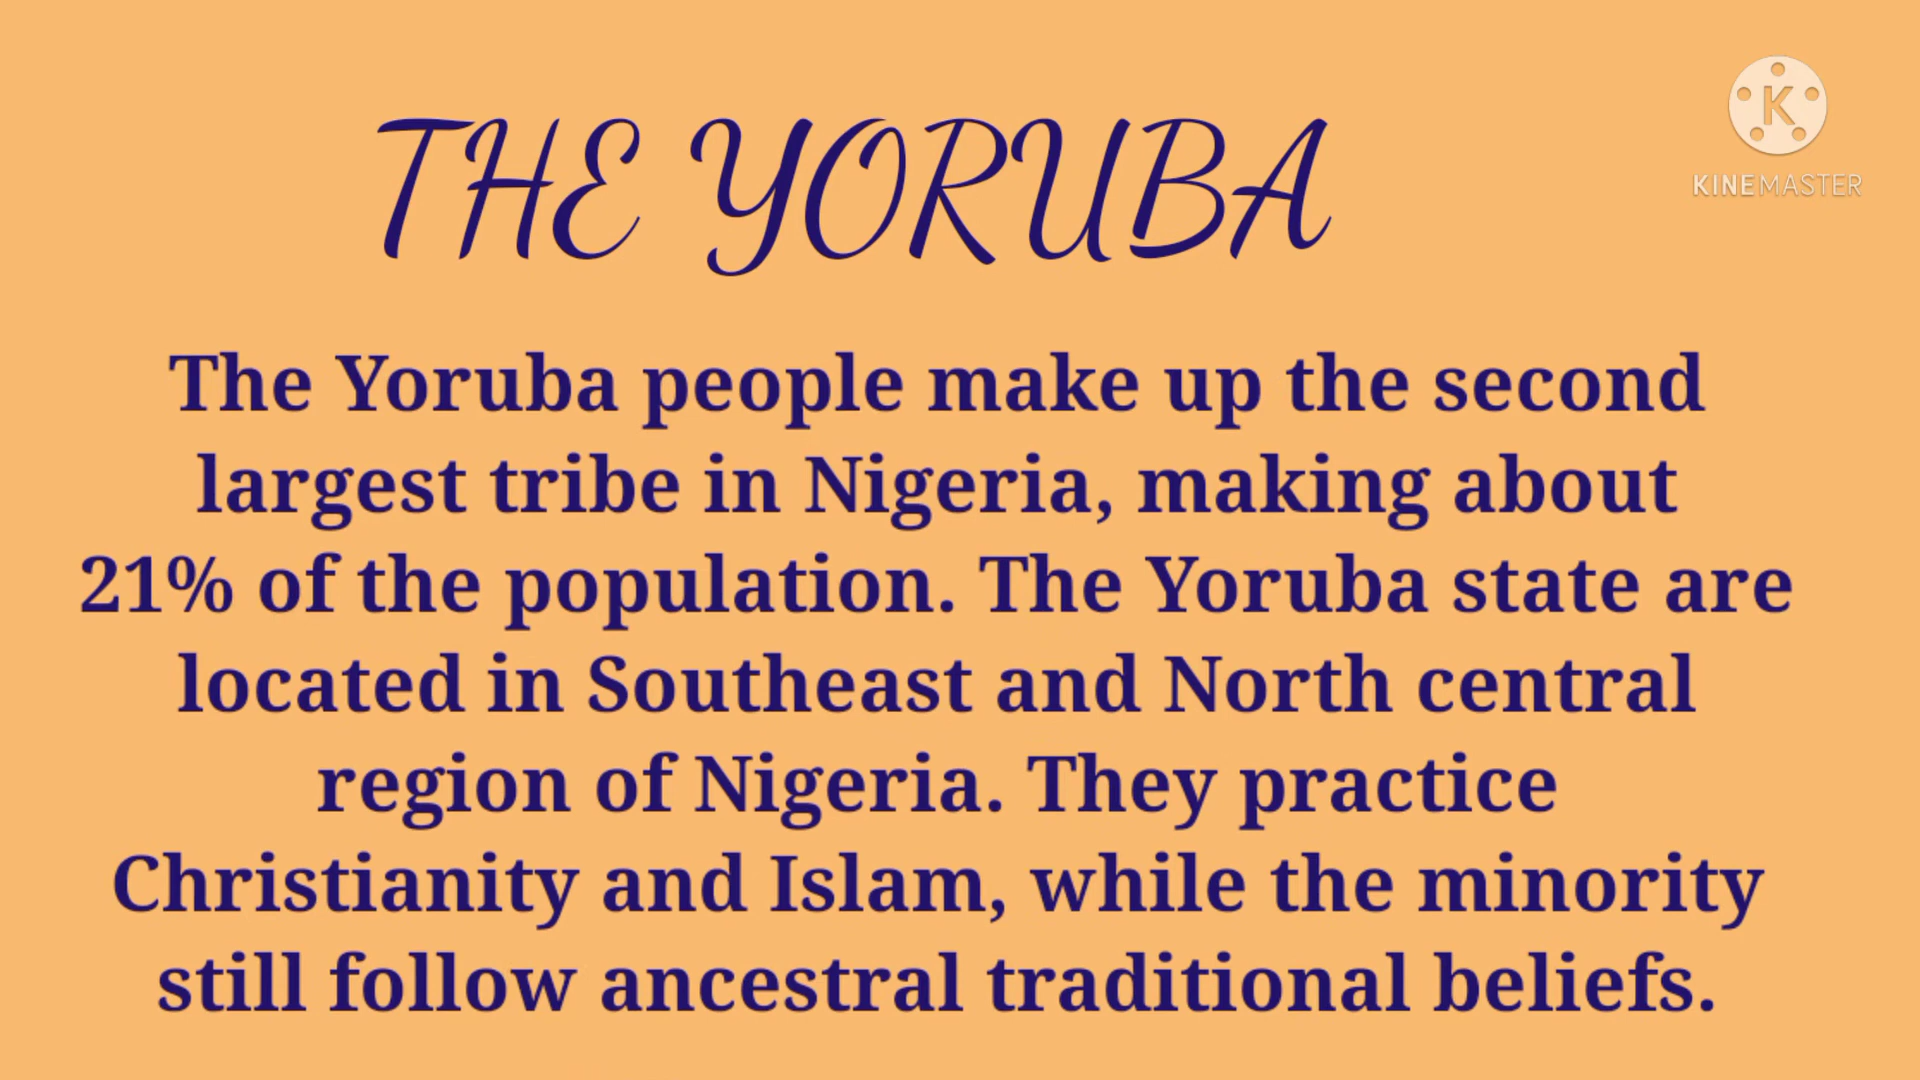 THE YORUBA
K
KINEMASTER
The Yoruba people make up the second
largest tribe in Nigeria, making about
21% of the population. The Yoruba state are
located in Southeast and North central
region of Nigeria. They practice
Christianity and Islam, while the minority
still follow ancestral traditional beliefs.